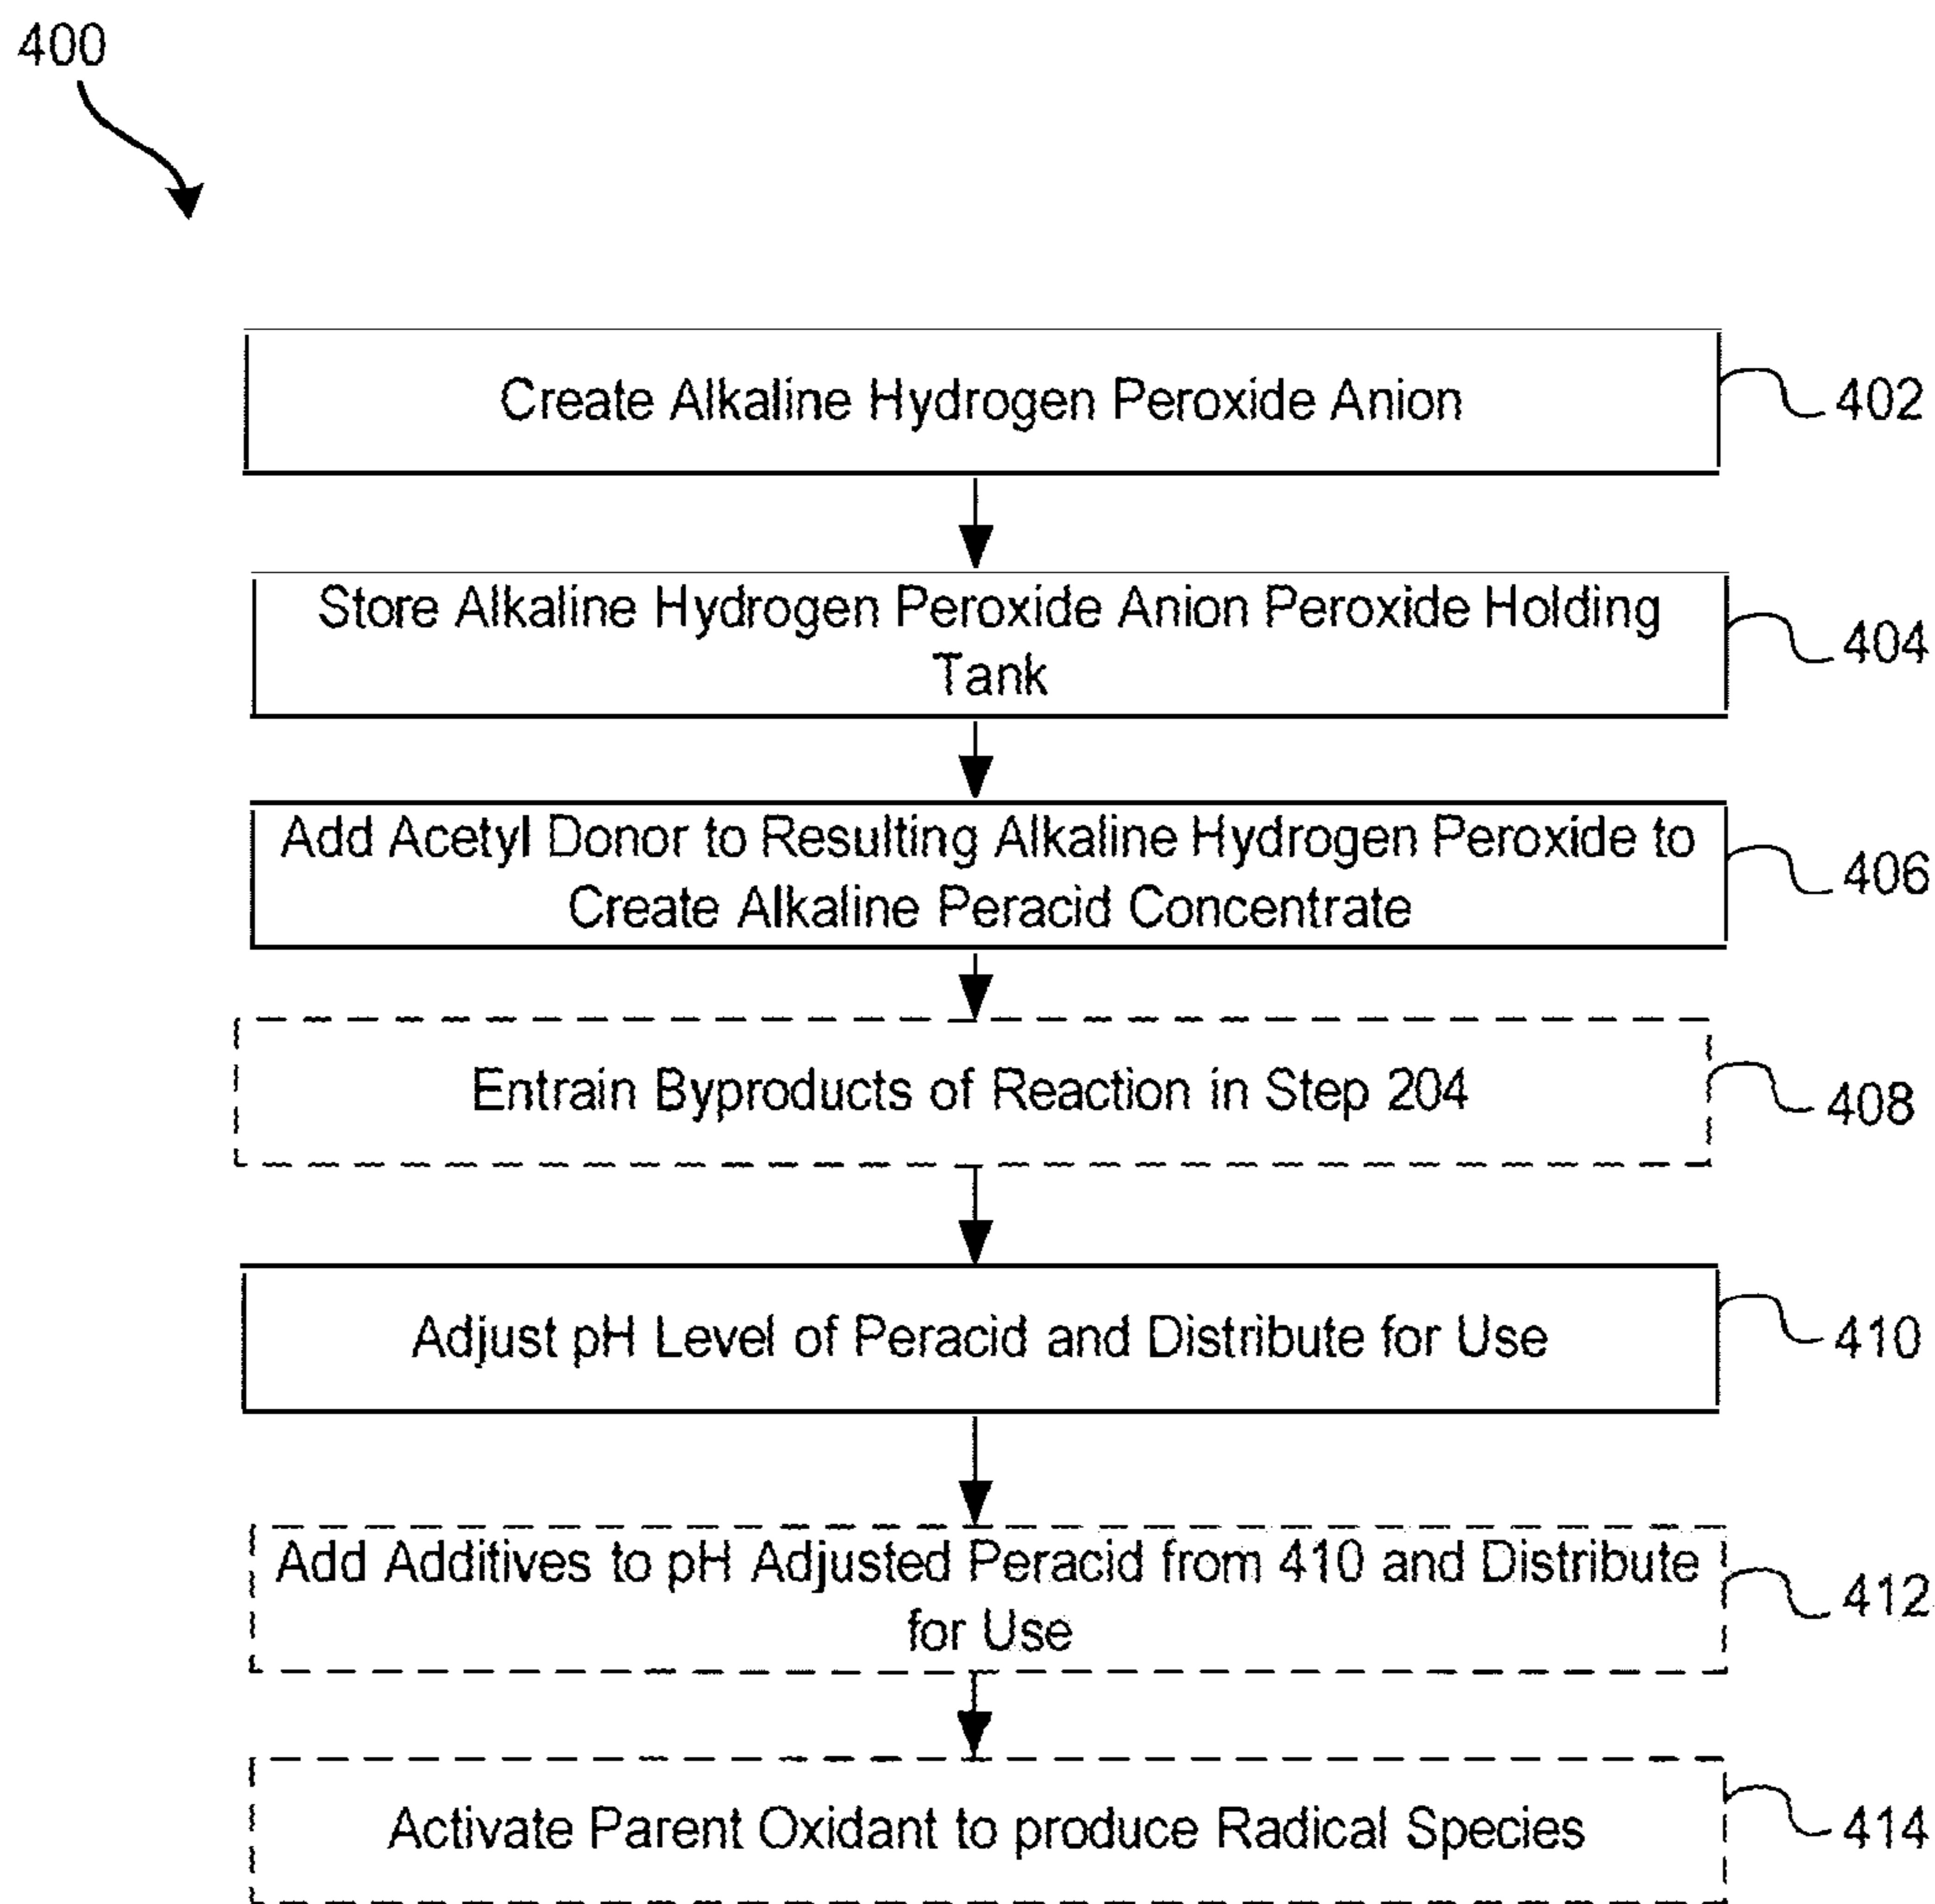 400
Create Alkaline Hydrogen Peroxide Anion
402
Store Alkaline Hydrogen Peroxide Anion Peroxide Holding
Tank
404
Add Acetyl Donor to Resulting Alkaline Hydrogen Peroxide to
Create Alkaline Peracid Concentrate
406
Entrain Byproducts of Reaction in Step 204
408
Adjust pH Level of Peracid and Distribute for Use
410
Add Additives to pH Adjusted Peracid from 410 and Distribute
for Use
412
Activate Parent Oxidant to produce Radical Species
414